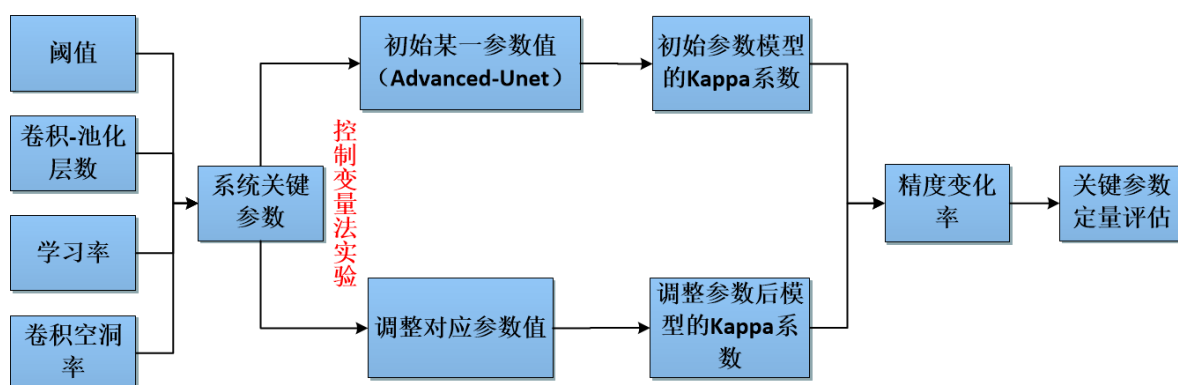 阈值
卷积-池化
层数
学习率
卷积空洞
率
系统关键
参数
控制变量法实验
初始某一参数值
（Advanced-Unet）
初始参数模型
的Kappa系数
调整对应参数值
调整参数后模
型的Kappa系
数
精度变化
率
关键参数
定量评估